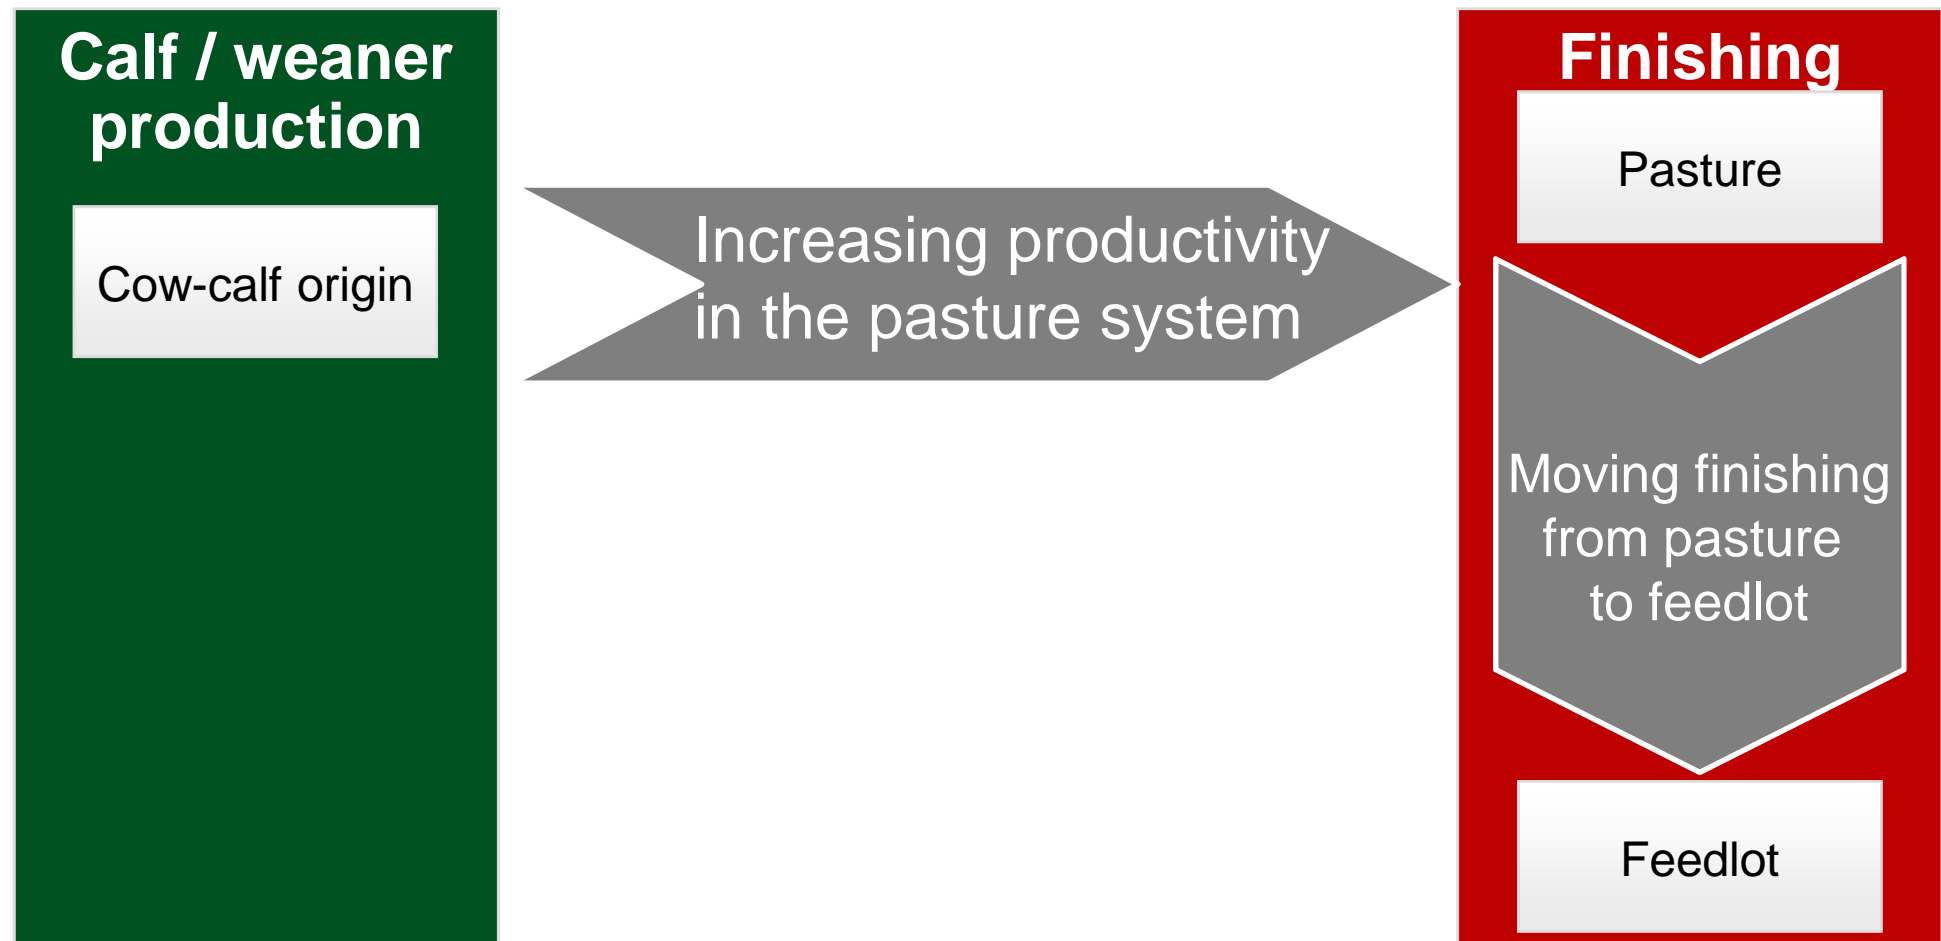 Calf / weaner
production
Cow-calf origin
Increasing productivity
in the pasture system
Finishing
Pasture
Moving finishing
from pasture
to feedlot
Feedlot